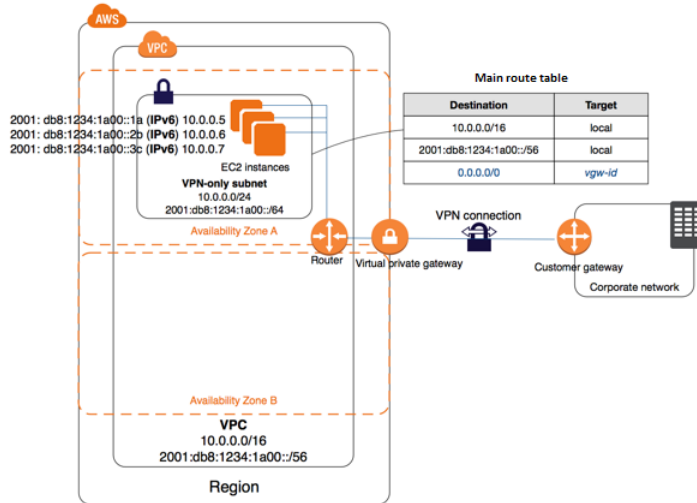 AWS
VPC
Main route table
Destination Target
10.0.0.0/16 local
2001:db8:1234:1a00::/56 local
0.0.0.0/0 vgw-id
2001: db8:1234:1a00::1a (IPv6) 10.0.0.5
2001: db8:1234:1a00::2b (IPv6) 10.0.0.6
2001: db8:1234:1a00::3c (IPv6) 10.0.0.7
EC2 instances
VPN-only subnet
10.0.0.0/24
2001:db8:1234:1a00::/64
Availability Zone A
VPN connection
Router
Virtual private gateway
Customer gateway
Corporate network
Availability Zone B
VPC
10.0.0.0/16
2001:db8:1234:1a00::/56
Region